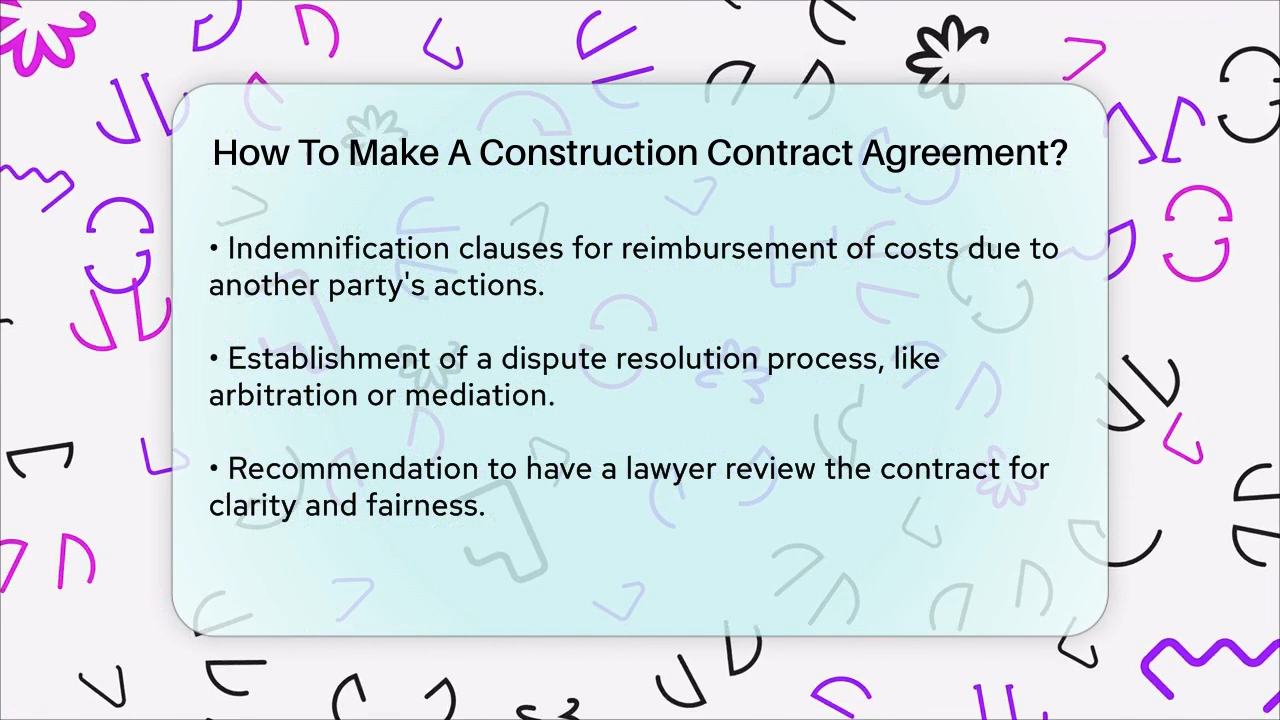 How To Make A Construction Contract Agreement?
• Indemnification clauses for reimbursement of costs due to
another party's actions.
• Establishment of a dispute resolution process, like
arbitration or mediation.
• Recommendation to have a lawyer review the contract for
clarity and fairness.